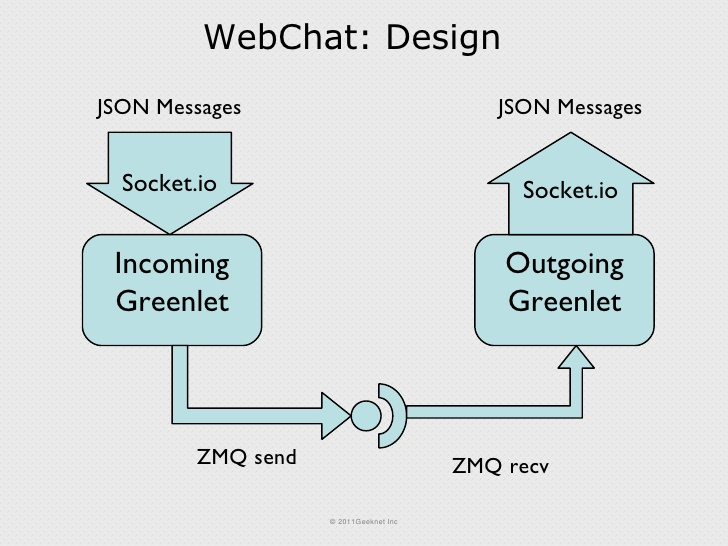 WebChat: Design
JSON Messages
JSON Messages
Socket.io
Socket.io
Incoming
Greenlet
Outgoing
Greenlet
ZMQ send
ZMQ recv
© 2011Geeknet Inc